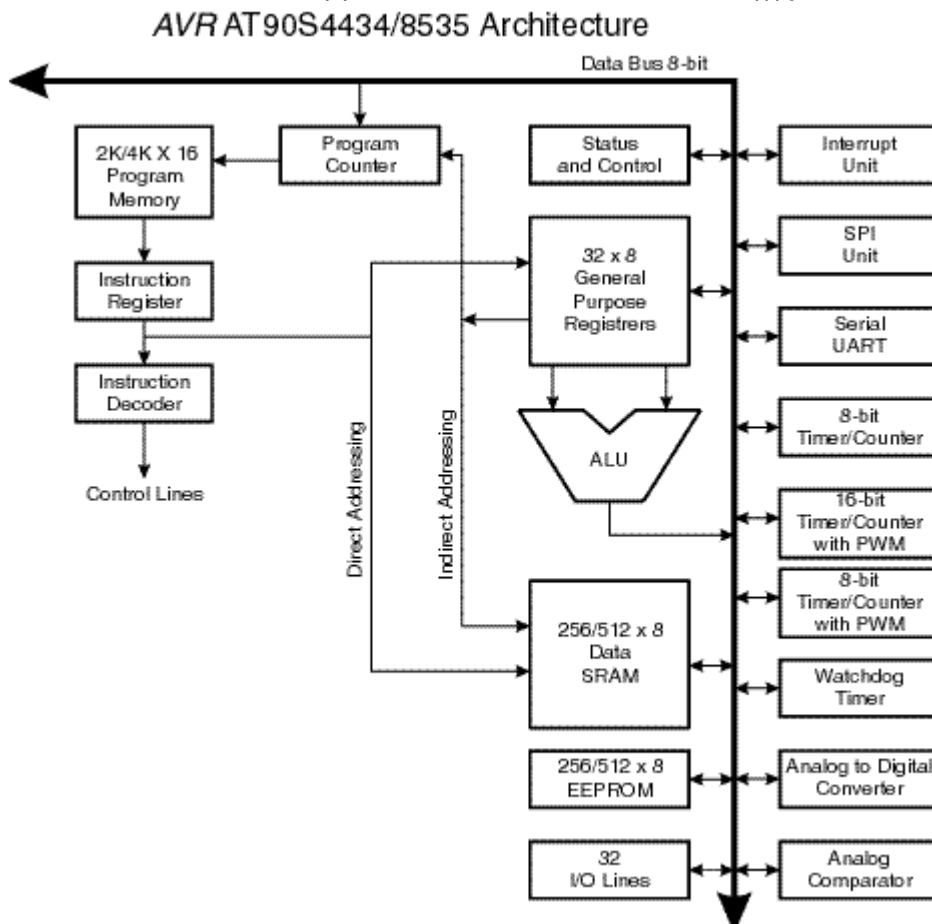 AVR AT90S4434/8535 Architecture
Data Bus 8-bit
2K/4K X 16
Program
Memory
Program
Counter
Status
and Control
Interrupt
Unit
SPI
Unit
32 x 8
General
Purpose
Registrers
Instruction
Register
Serial
UART
Instruction
Decoder
8-bit
Timer/Counter
ALU
Control Lines
Direct Addressing
Indirect Addressing
16-bit
Timer/Counter
with PWM
8-bit
Timer/Counter
with PWM
256/512 x 8
Data
SRAM
Watchdog
Timer
256/512 x 8
EEPROM
Analog to Digital
Converter
32
I/O Lines
Analog
Comparator